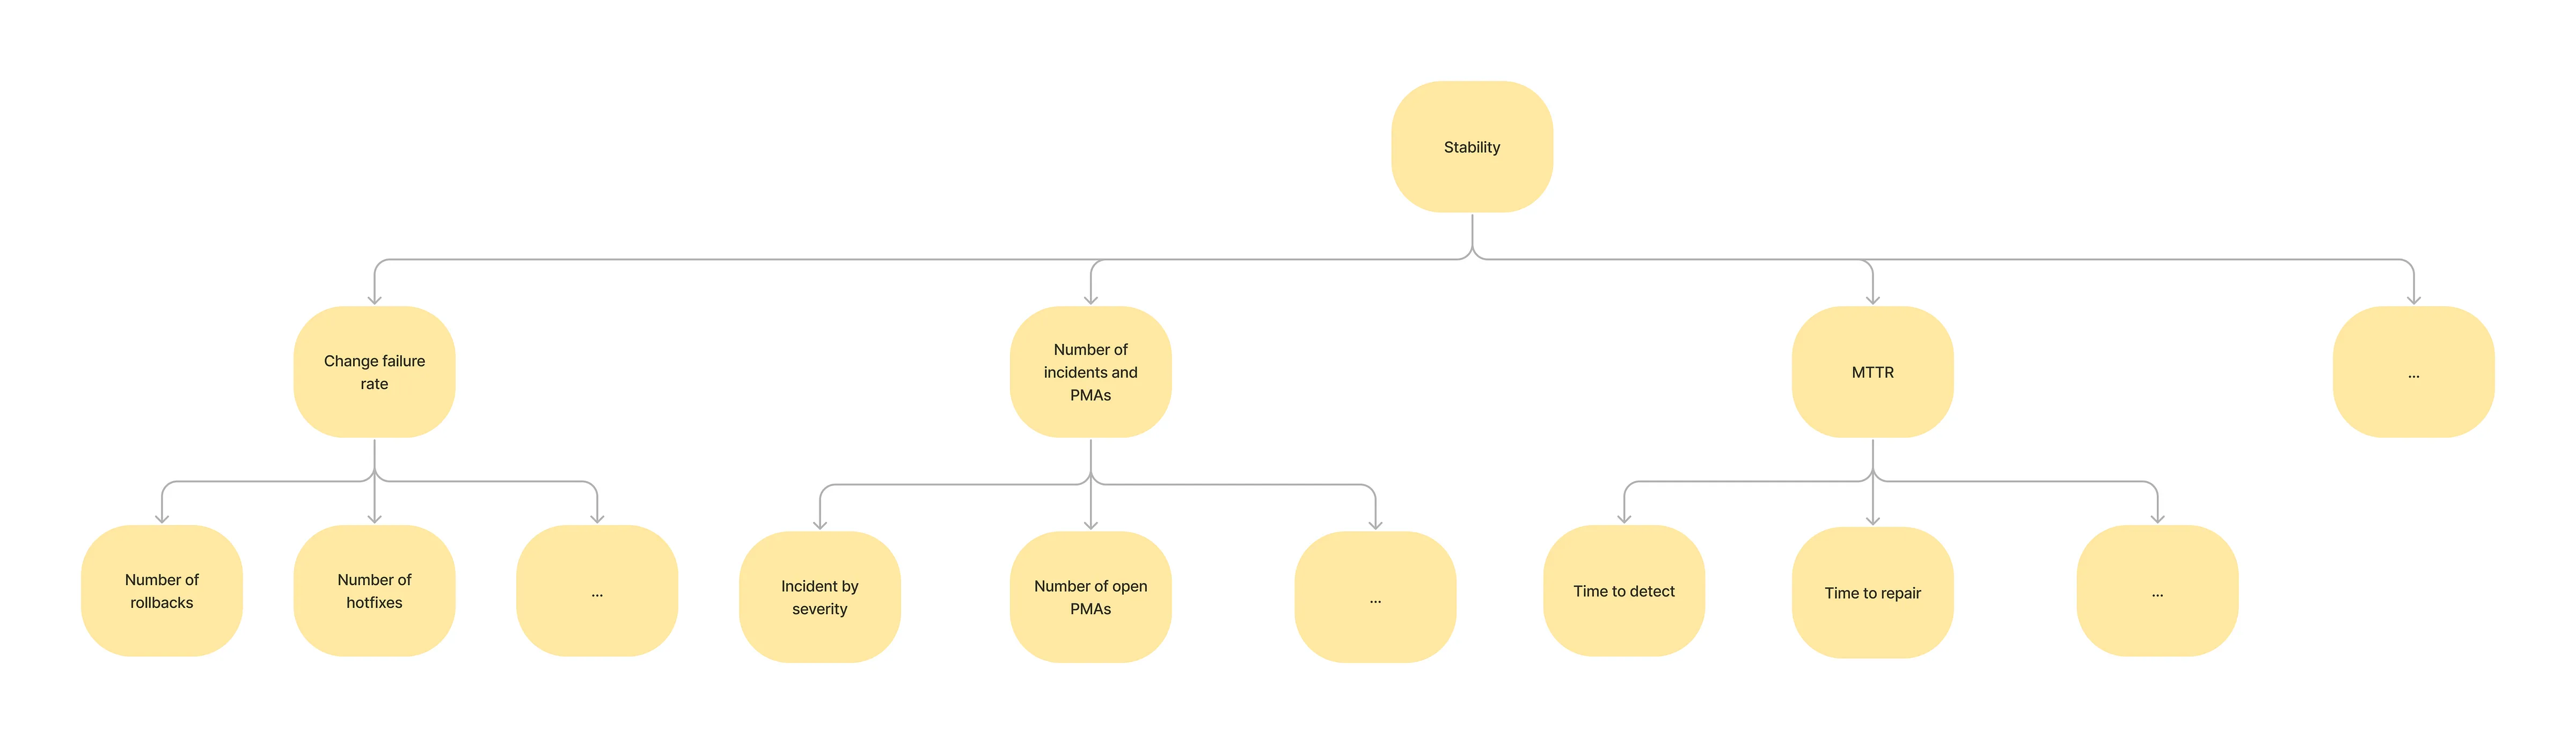 Stability
Change failure
rate
Number of
incidents and
PMAs
MTTR
...
Number of
rollbacks
Number of
hotfixes
...
Incident by
severity
Number of open
PMAs
...
Time to detect
Time to repair
...